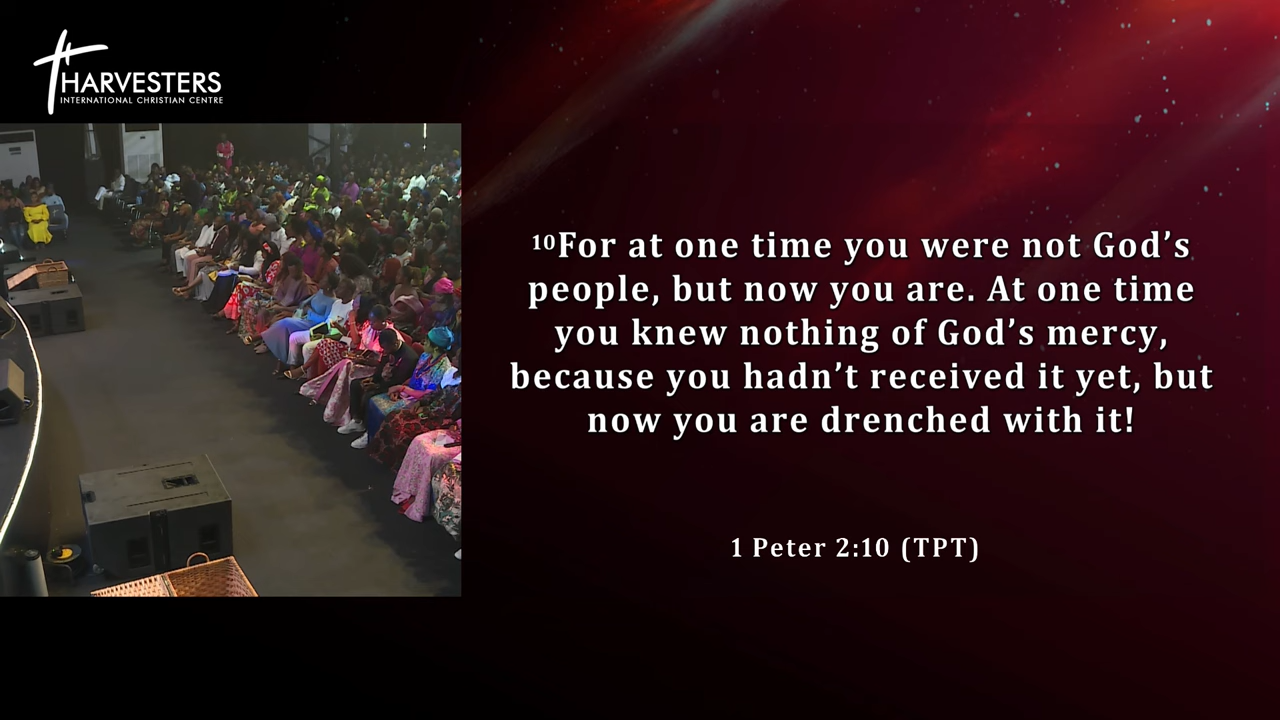 HARVESTERS
INTERNATIONAL CHRISTIAN CENTRE
¹⁰For at one time you were not God’s
people, but now you are. At one time
you knew nothing of God’s mercy,
because you hadn’t received it yet, but
now you are drenched with it!
1 Peter 2:10 (TPT)